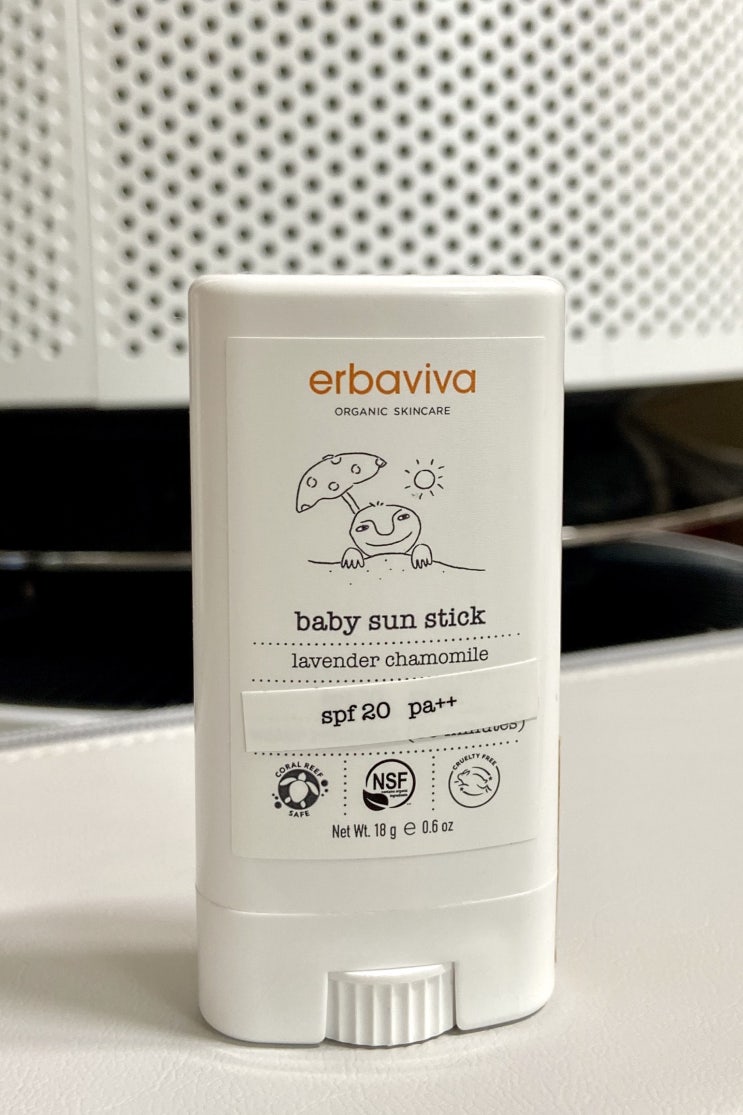 erbaviva
ORGANIC SKINCARE
baby sun stick
lavender chamomile
spf 20 pa++
CORAL REEF SAFE
NSF
CRUELTY FREE
Net Wt. 18 g e 0.6 oz